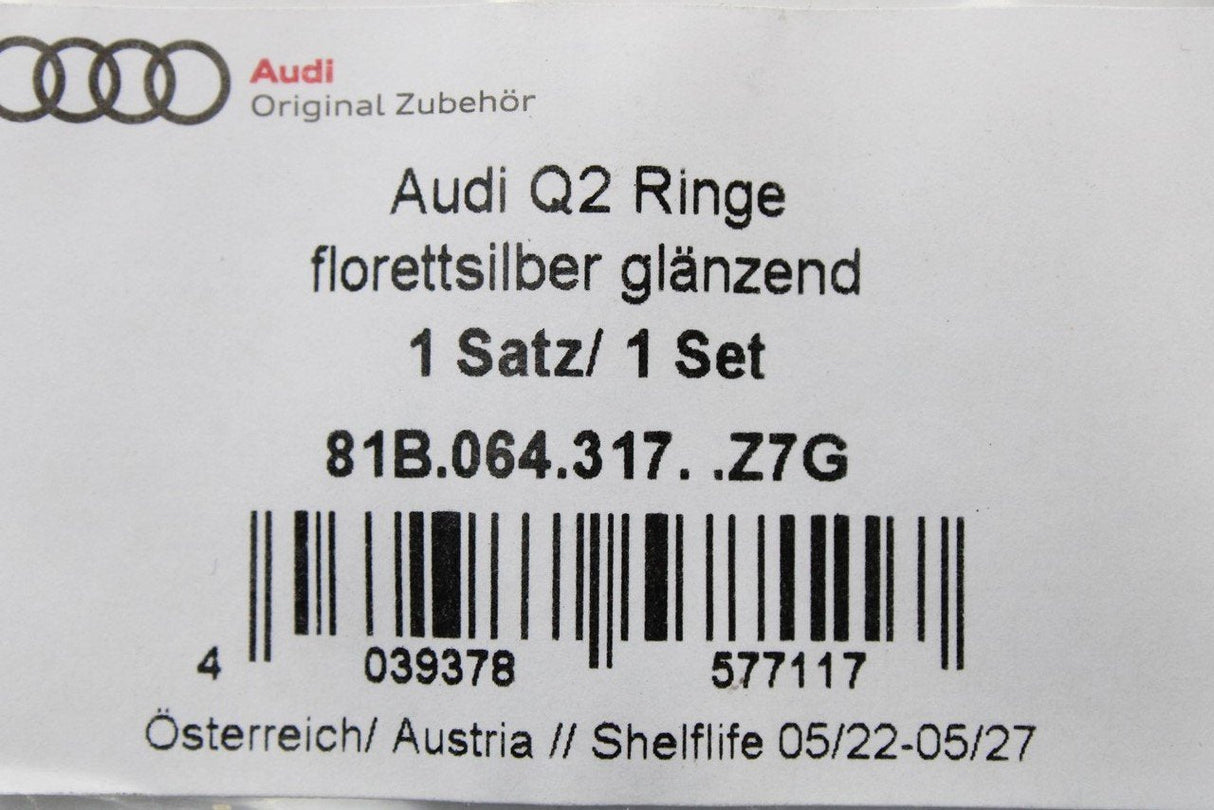 Audi
Original Zubehör
Audi Q2 Ringe
florettsilber glänzend
1 Satz/ 1 Set
81B.064.317. .Z7G
4 039378 577117
Österreich/ Austria // Shelflife 05/22-05/27